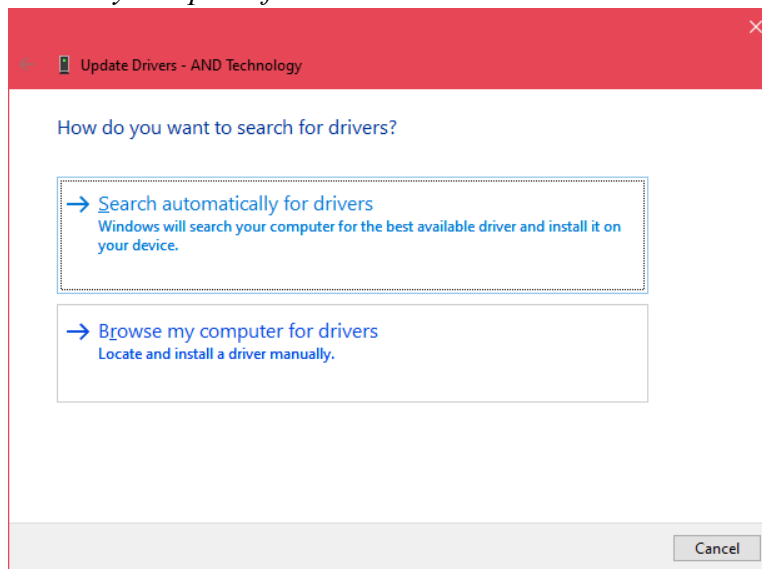 Update Drivers - AND Technology
How do you want to search for drivers?
Search automatically for drivers
Windows will search your computer for the best available driver and install it on
your device.
Browse my computer for drivers
Locate and install a driver manually.
Cancel